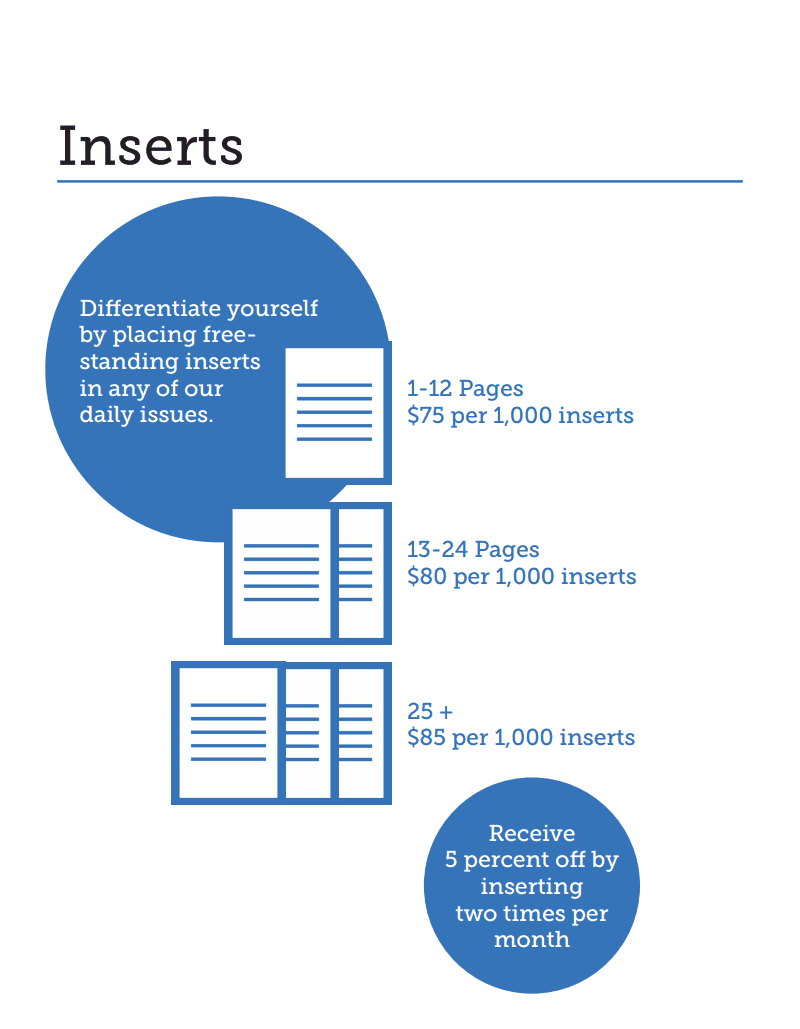 Inserts
Differentiate yourself
by placing free-
standing inserts
in any of our
daily issues.
1-12 Pages
$75 per 1,000 inserts
13-24 Pages
$80 per 1,000 inserts
25 +
$85 per 1,000 inserts
Receive
5 percent off by
inserting
two times per
month